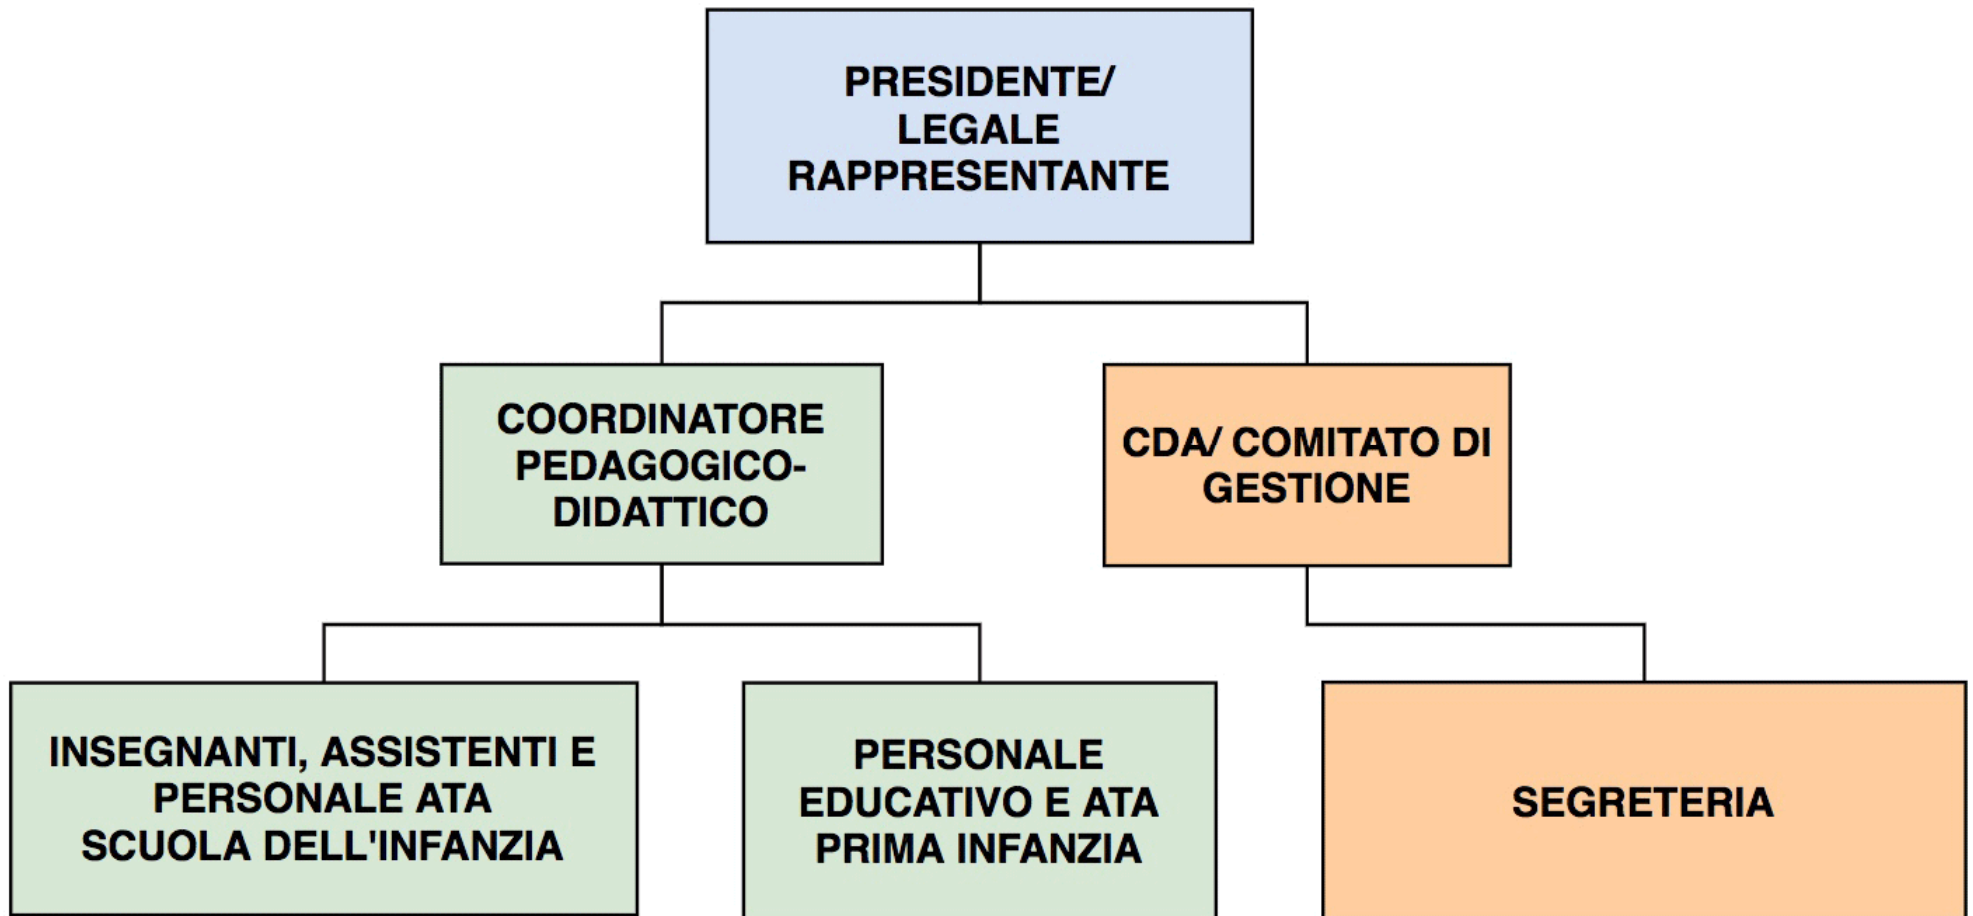 PRESIDENTE/
LEGALE
RAPPRESENTANTE
COORDINATORE
PEDAGOGICO-
DIDATTICO
CDA/ COMITATO DI
GESTIONE
INSEGNANTI, ASSISTENTI E
PERSONALE ATA
SCUOLA DELL'INFANZIA
PERSONALE
EDUCATIVO E ATA
PRIMA INFANZIA
SEGRETERIA